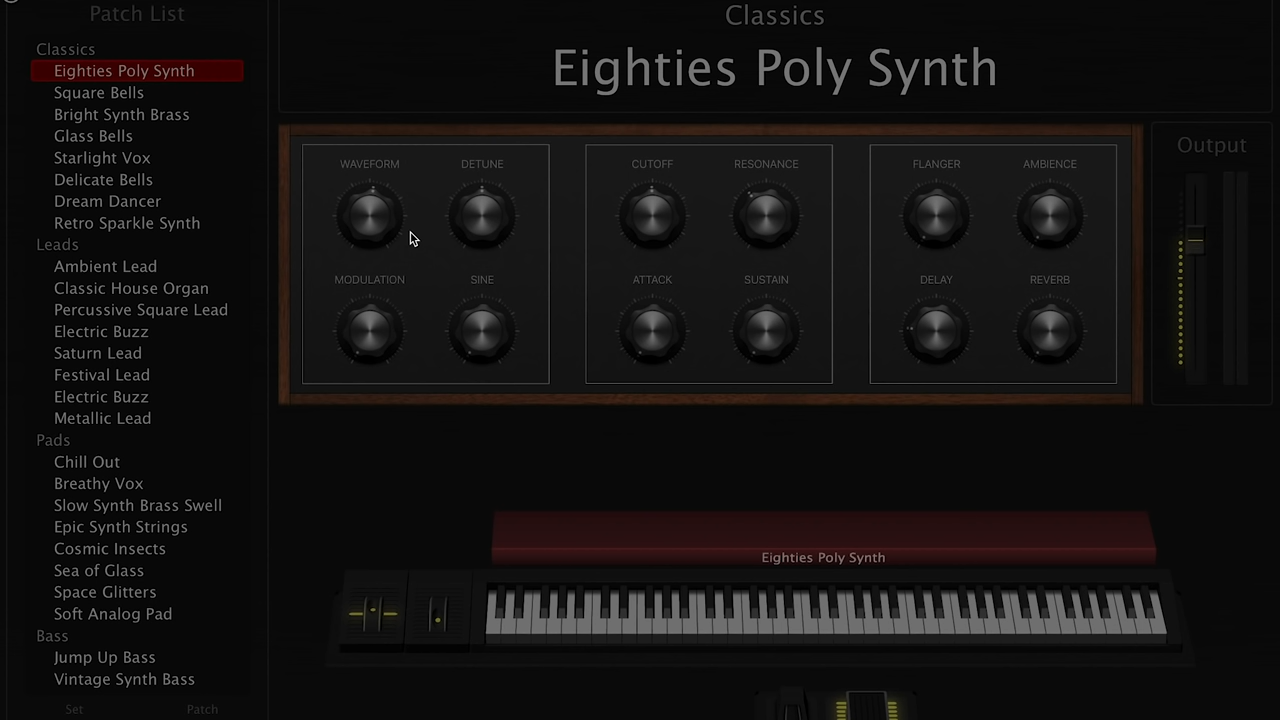 Patch List
Classics
Eighties Poly Synth
Square Bells
Bright Synth Brass
Glass Bells
Starlight Vox
Delicate Bells
Dream Dancer
Retro Sparkle Synth
Leads
Ambient Lead
Classic House Organ
Percussive Square Lead
Electric Buzz
Saturn Lead
Festival Lead
Electric Buzz
Metallic Lead
Pads
Chill Out
Breathy Vox
Slow Synth Brass Swell
Epic Synth Strings
Cosmic Insects
Sea of Glass
Space Glitters
Soft Analog Pad
Bass
Jump Up Bass
Vintage Synth Bass
Set Patch
Classics
Eighties Poly Synth
WAVEFORM DETUNE
MODULATION SINE
CUTOFF RESONANCE
ATTACK SUSTAIN
FLANGER AMBIENCE
DELAY REVERB
Output
Eighties Poly Synth